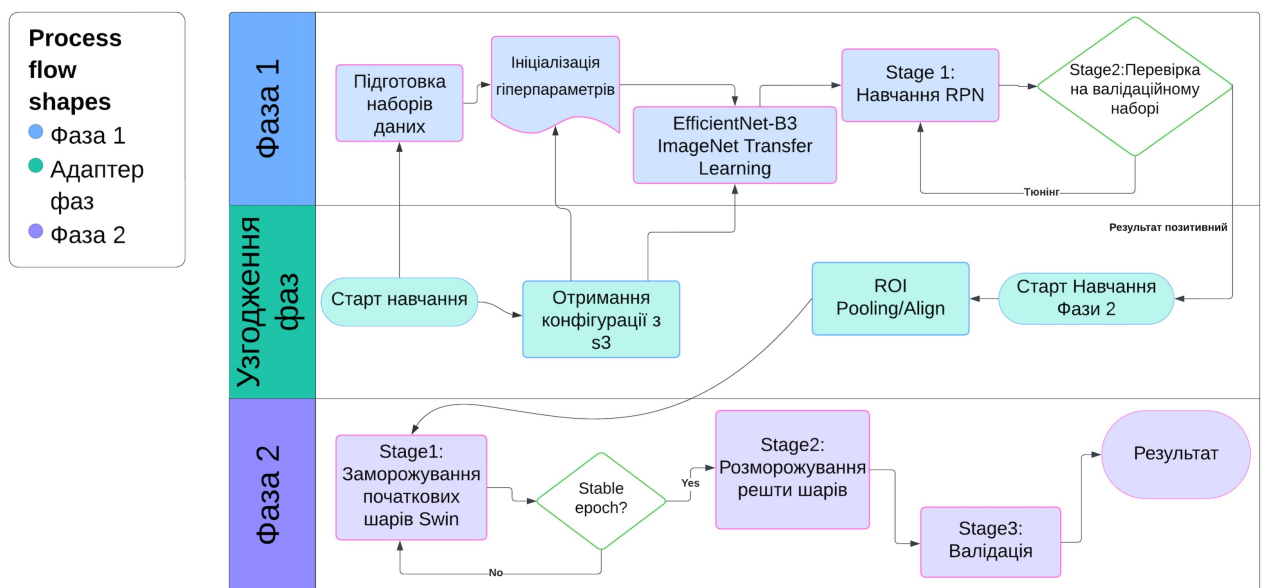 Process
flow
shapes
Фаза 1
Адаптер
фаз
Фаза 2
Фаза 1
Підготовка
наборів
даних
Ініціалізація
гіперпараметрів
EfficientNet-B3
ImageNet Transfer
Learning
Stage 1:
Навчання RPN
Stage2:Перевірка
на валідаційному
наборі
Тюнінг
Результат позитивний
Узгодження
фаз
Старт навчання
Отримання
конфігурації з
s3
ROI
Pooling/Align
Старт Навчання
Фази 2
Фаза 2
Stage1:
Заморожування
початкових
шарів Swin
Stable
epoch?
Yes
No
Stage2:
Розморожування
решти шарів
Stage3:
Валідація
Результат